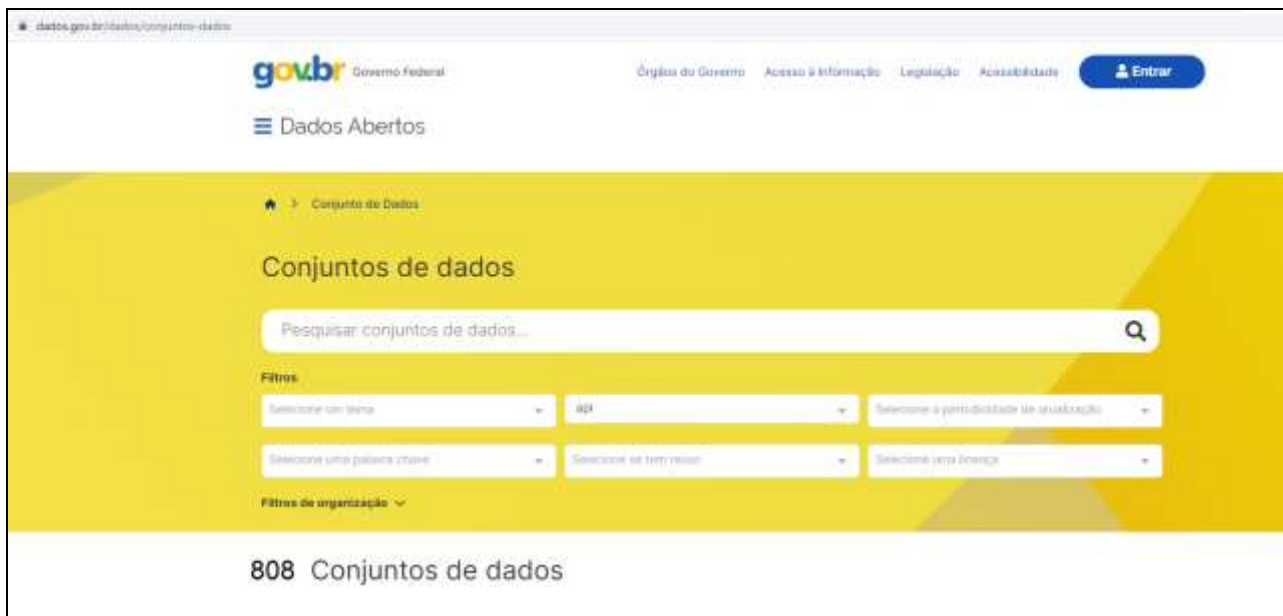 dados.gov.br/dados/conjuntos-dados
gov.br Governo Federal Órgãos do Governo Acesso à Informação Legislação Acessibilidade Entrar
Dados Abertos
Conjunto de Dados
Conjuntos de dados
Pesquisar conjuntos de dados...
Filtros
Selecione um tema api Selecione a periodicidade de atualização
Selecione uma palavra chave Selecione se tem reuso Selecione uma licença
Filtros de organização
808 Conjuntos de dados